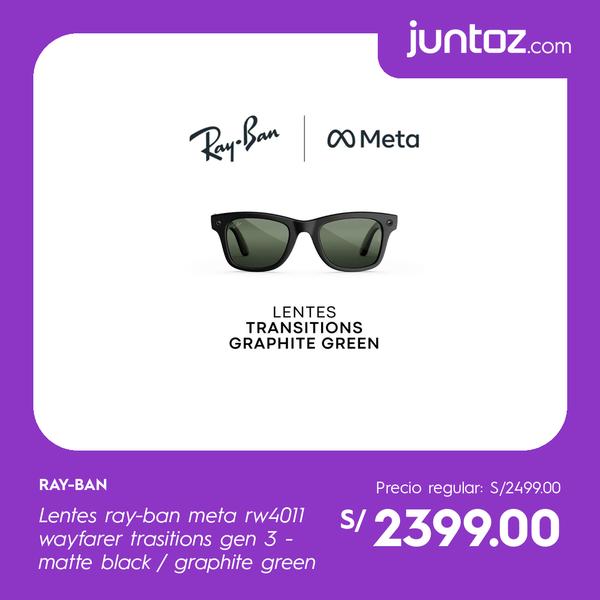 juntoz.com
Ray-Ban | Meta
LENTES
TRANSITIONS
GRAPHITE GREEN
RAY-BAN
Lentes ray-ban meta rw4011
wayfarer trasitions gen 3 -
matte black / graphite green
Precio regular: S/2499.00
S/ 2399.00